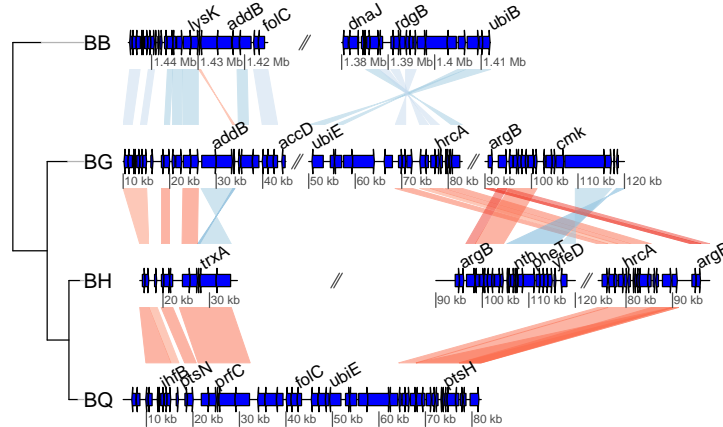 lysK addB folC dnaJ rdgB ubiB
BB //
1.44 Mb 1.43 Mb 1.42 Mb 1.38 Mb 1.39 Mb 1.4 Mb 1.41 Mb
addB accD ubiE hrcA argB cmk
BG // //
10 kb 20 kb 30 kb 40 kb 50 kb 60 kb 70 kb 80 kb 90 kb 100 kb 110 kb 120 kb
trxA argB nth pheT yfeD hrcA argB
BH // //
20 kb 30 kb 90 kb 100 kb 110 kb 120 kb 80 kb 90 kb
ihfB ptsN prfC folC ubiE ptsH
BQ
10 kb 20 kb 30 kb 40 kb 50 kb 60 kb 70 kb 80 kb